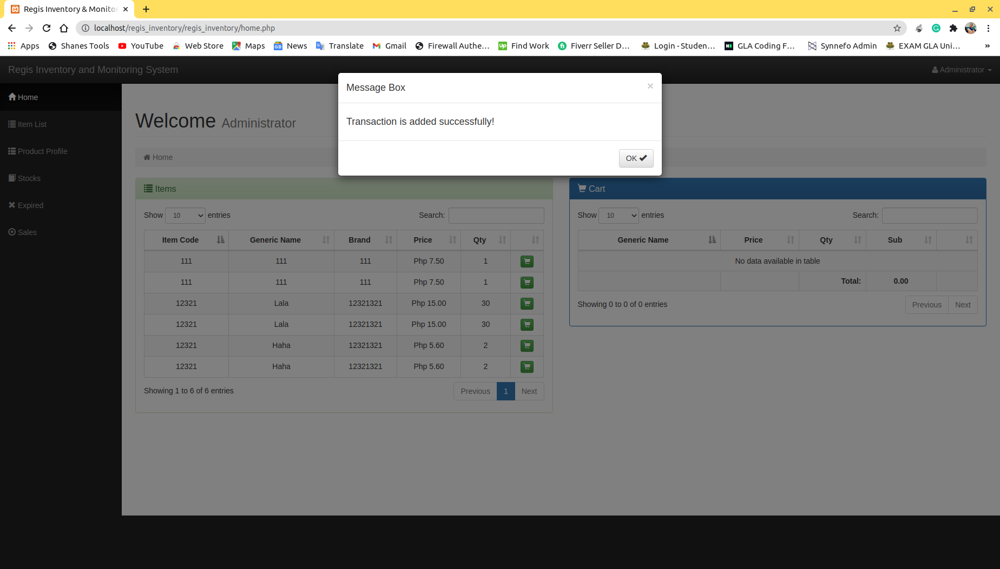 Regis Inventory & Monitor
localhost/regis_inventory/regis_inventory/home.php
Apps Shanes Tools YouTube Web Store Maps News Translate Gmail Firewall Authe... Find Work Fiverr Seller D... Login - Studen... GLA Coding F... Synnefo Admin EXAM GLA Uni... »
Regis Inventory and Monitoring System
Administrator
Message Box ×
Transaction is added successfully!
OK
Home
Item List
Product Profile
Stocks
Expired
Sales
Welcome Administrator
Home
Items
Show 10 entries Search:
Item Code Generic Name Brand Price Qty
111 111 111 Php 7.50 1
111 111 111 Php 7.50 1
12321 Lala 12321321 Php 15.00 30
12321 Lala 12321321 Php 15.00 30
12321 Haha 12321321 Php 5.60 2
12321 Haha 12321321 Php 5.60 2
Showing 1 to 6 of 6 entries
Previous 1 Next
Cart
Show 10 entries Search:
Generic Name Price Qty Sub
No data available in table
Total: 0.00
Showing 0 to 0 of 0 entries
Previous Next